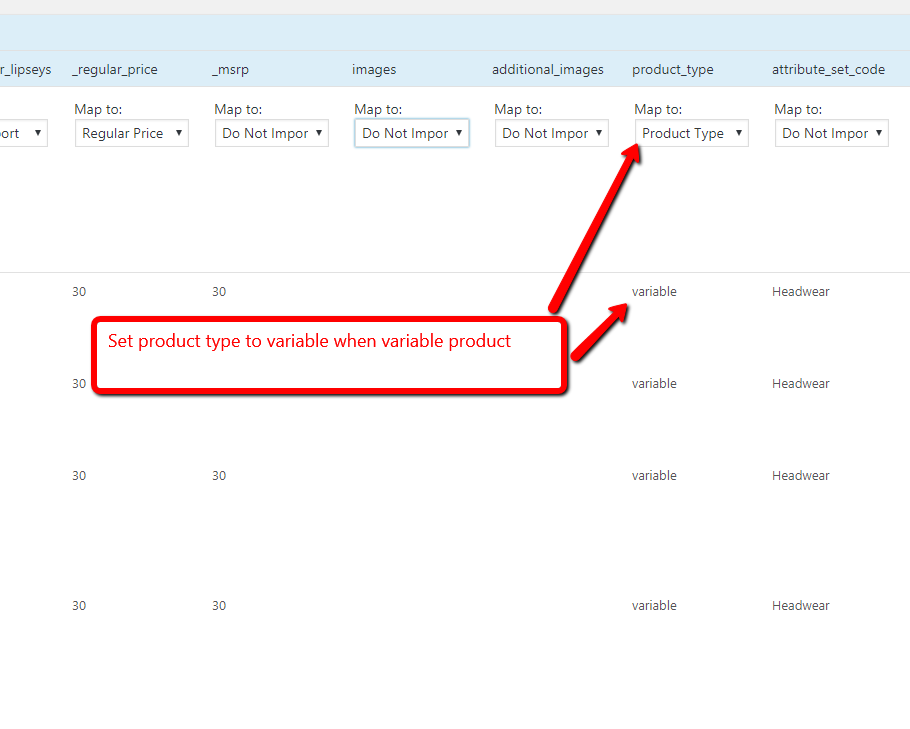 r_lipseys _regular_price _msrp images additional_images product_type attribute_set_code
Map to: Map to: Map to: Map to: Map to: Map to:
ort Regular Price Do Not Impor Do Not Impor Do Not Impor Product Type Do Not Impor
30 30 variable Headwear
Set product type to variable when variable product
30 variable Headwear
30 30 variable Headwear
30 30 variable Headwear